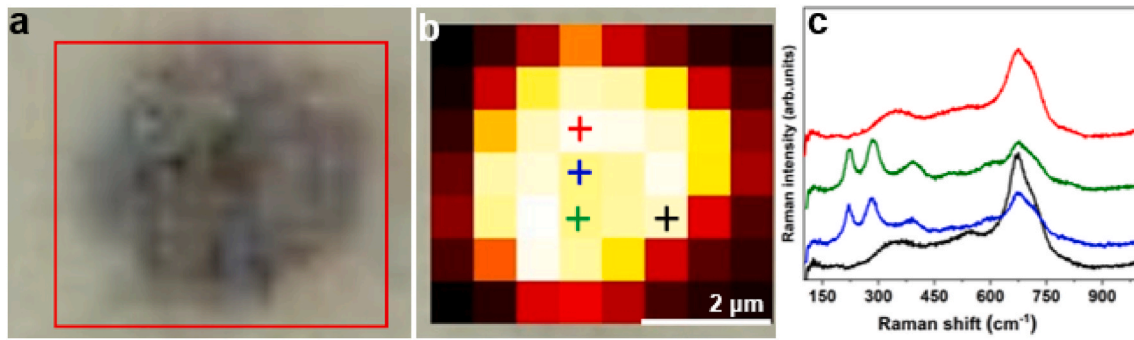 a
b
2 µm
c
Raman intensity (arb.units)
150 300 450 600 750 900
Raman shift (cm⁻¹)